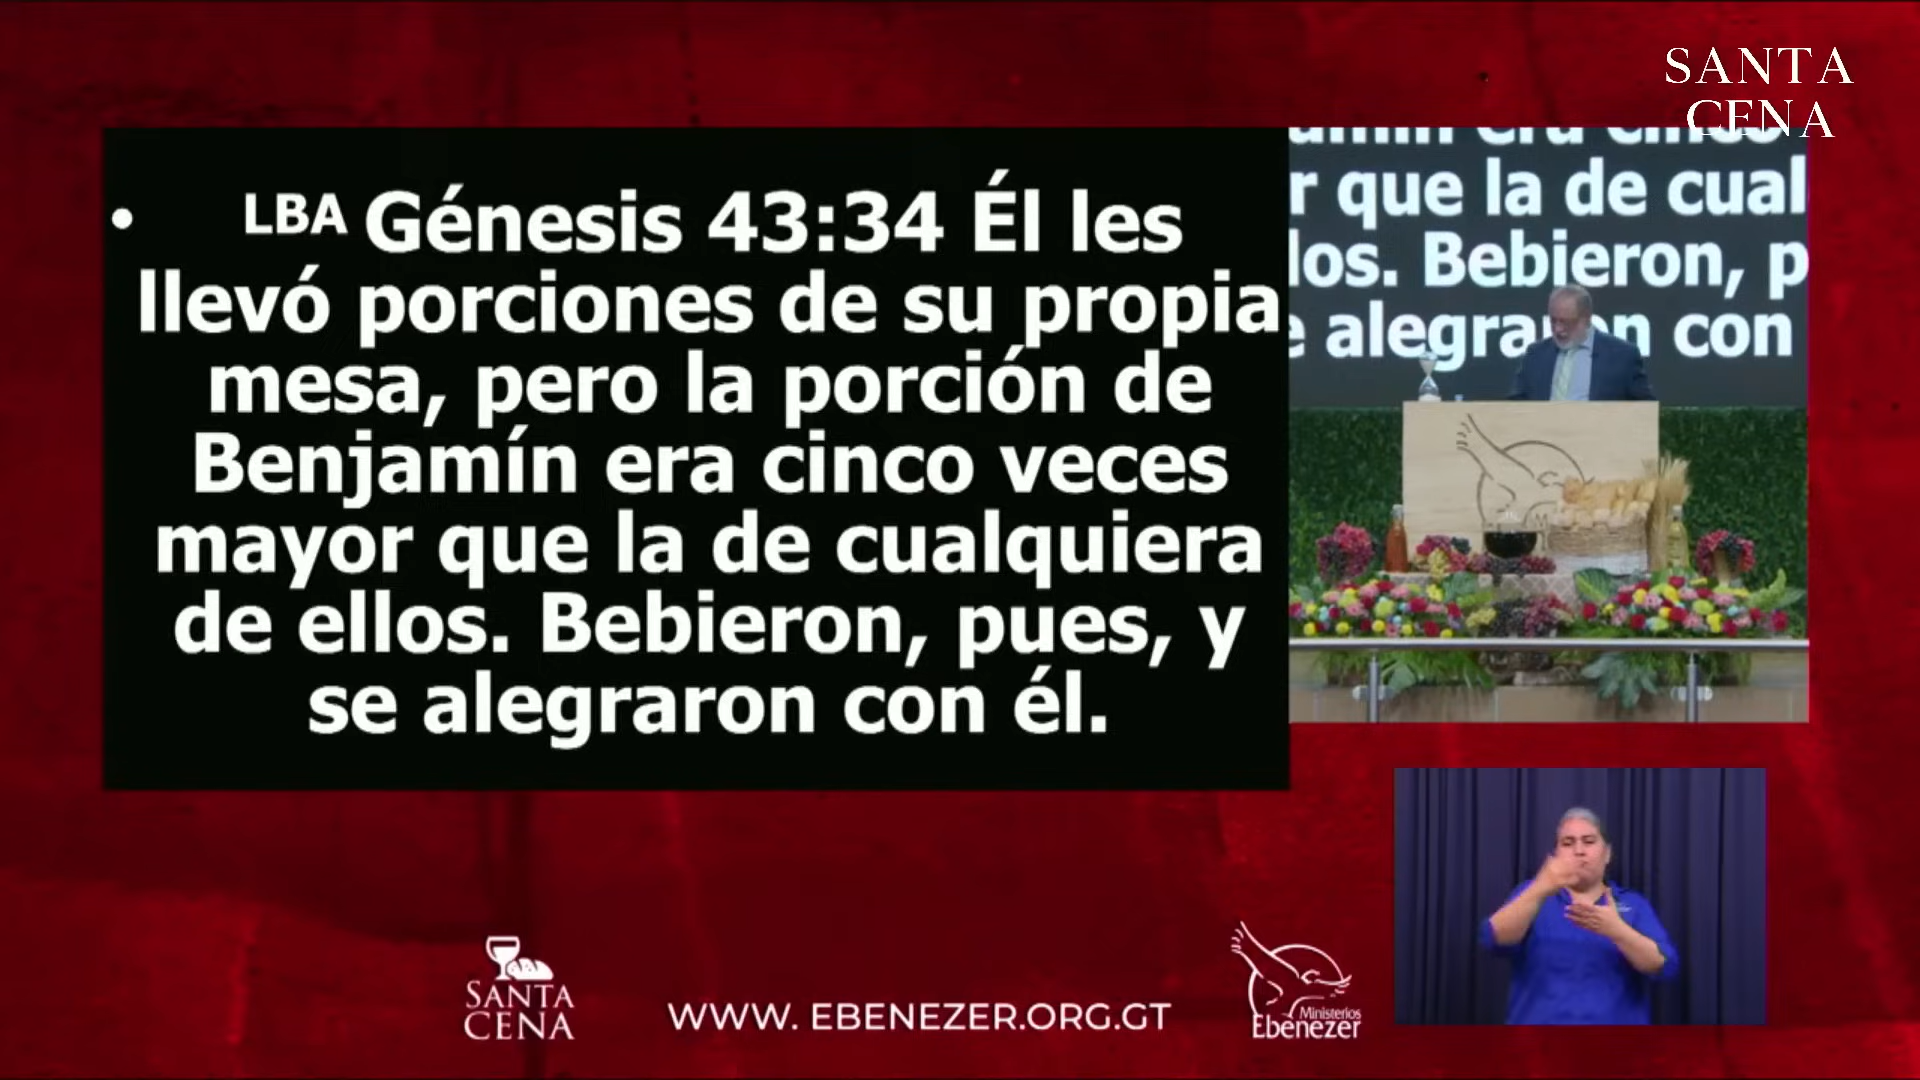 SANTA
CENA
• LBA Génesis 43:34 Él les
llevó porciones de su propia
mesa, pero la porción de
Benjamín era cinco veces
mayor que la de cualquiera
de ellos. Bebieron, pues, y
se alegraron con él.
era cinco
r que la de cual
los. Bebieron, p
e alegraron con
SANTA
CENA
WWW. EBENEZER.ORG.GT
Ministerios
Ebenezer